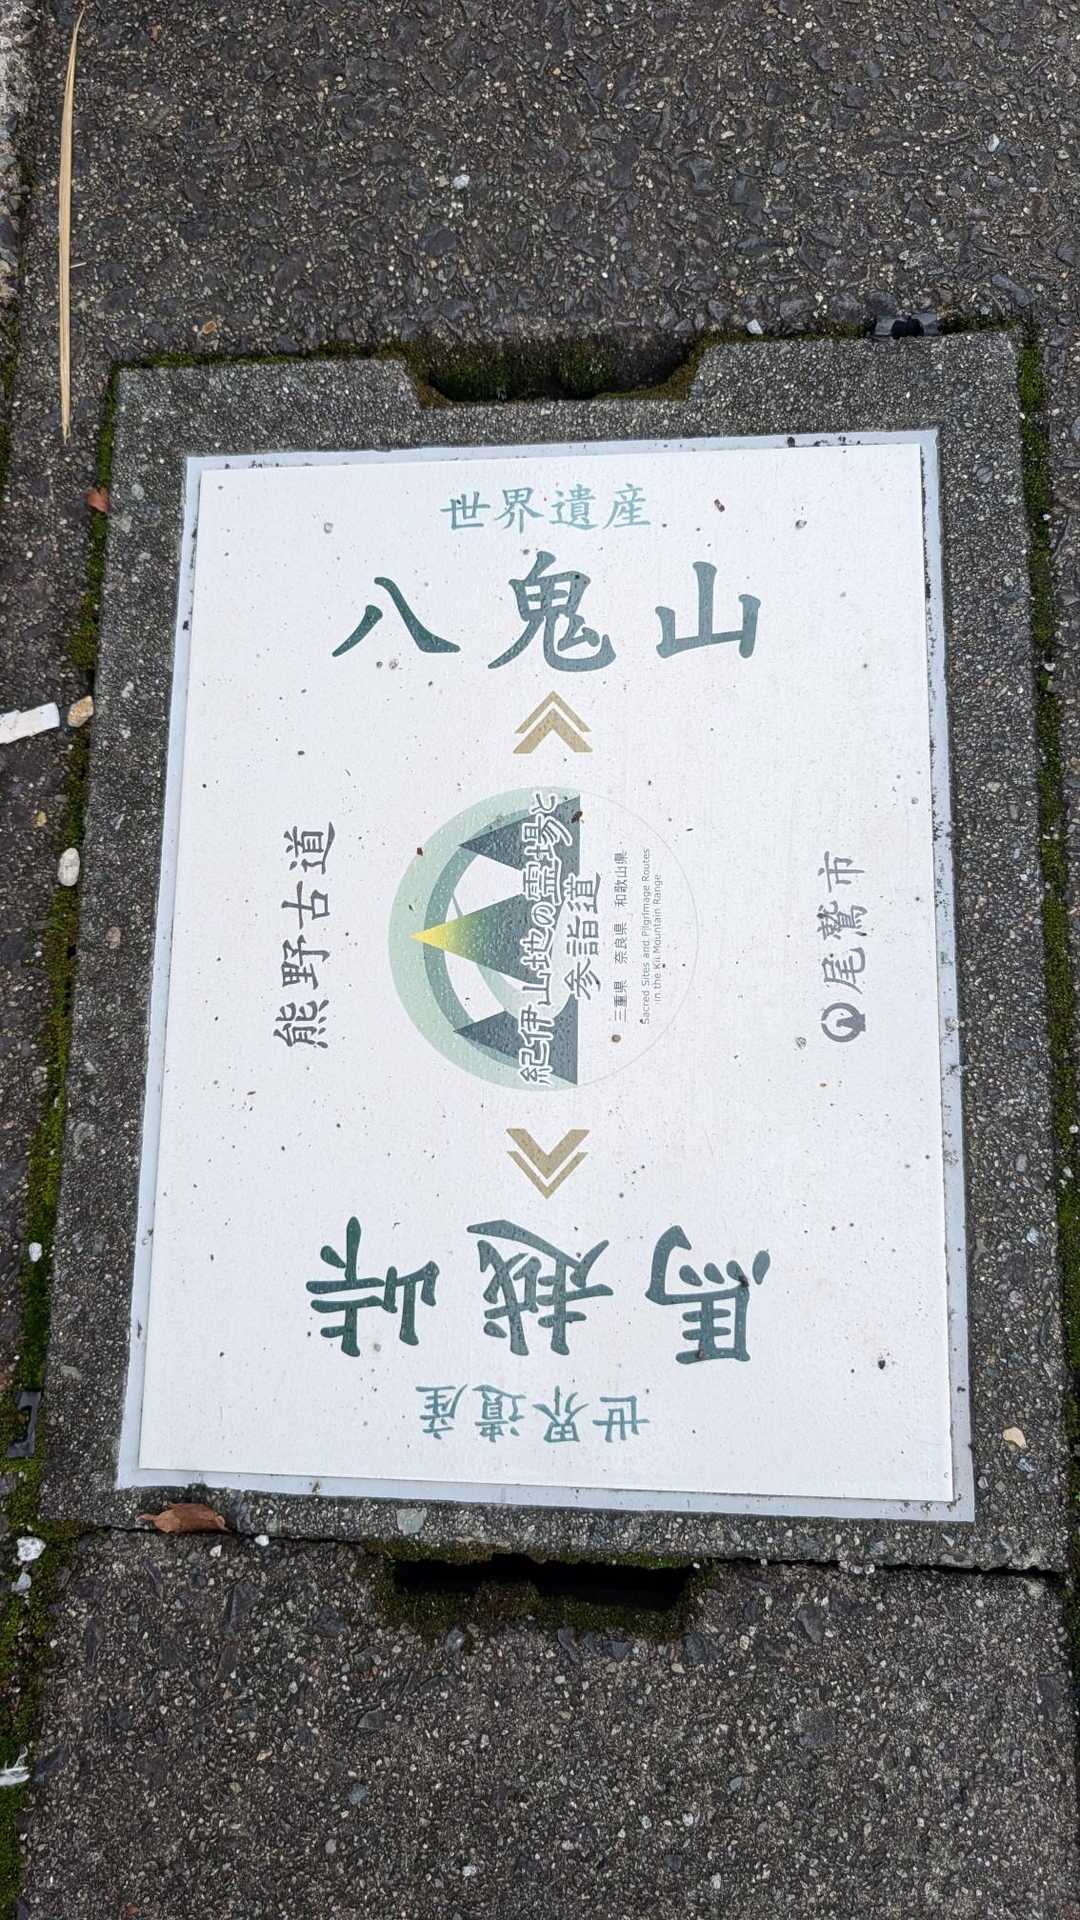 世界遺産
八鬼山
熊野古道
紀伊山地の霊場と
参詣道
三重県 奈良県 和歌山県
Sacred Sites and Pilgrimage Routes
in the Kii Mountain Range
尾鷲市
馬越峠
世界遺産